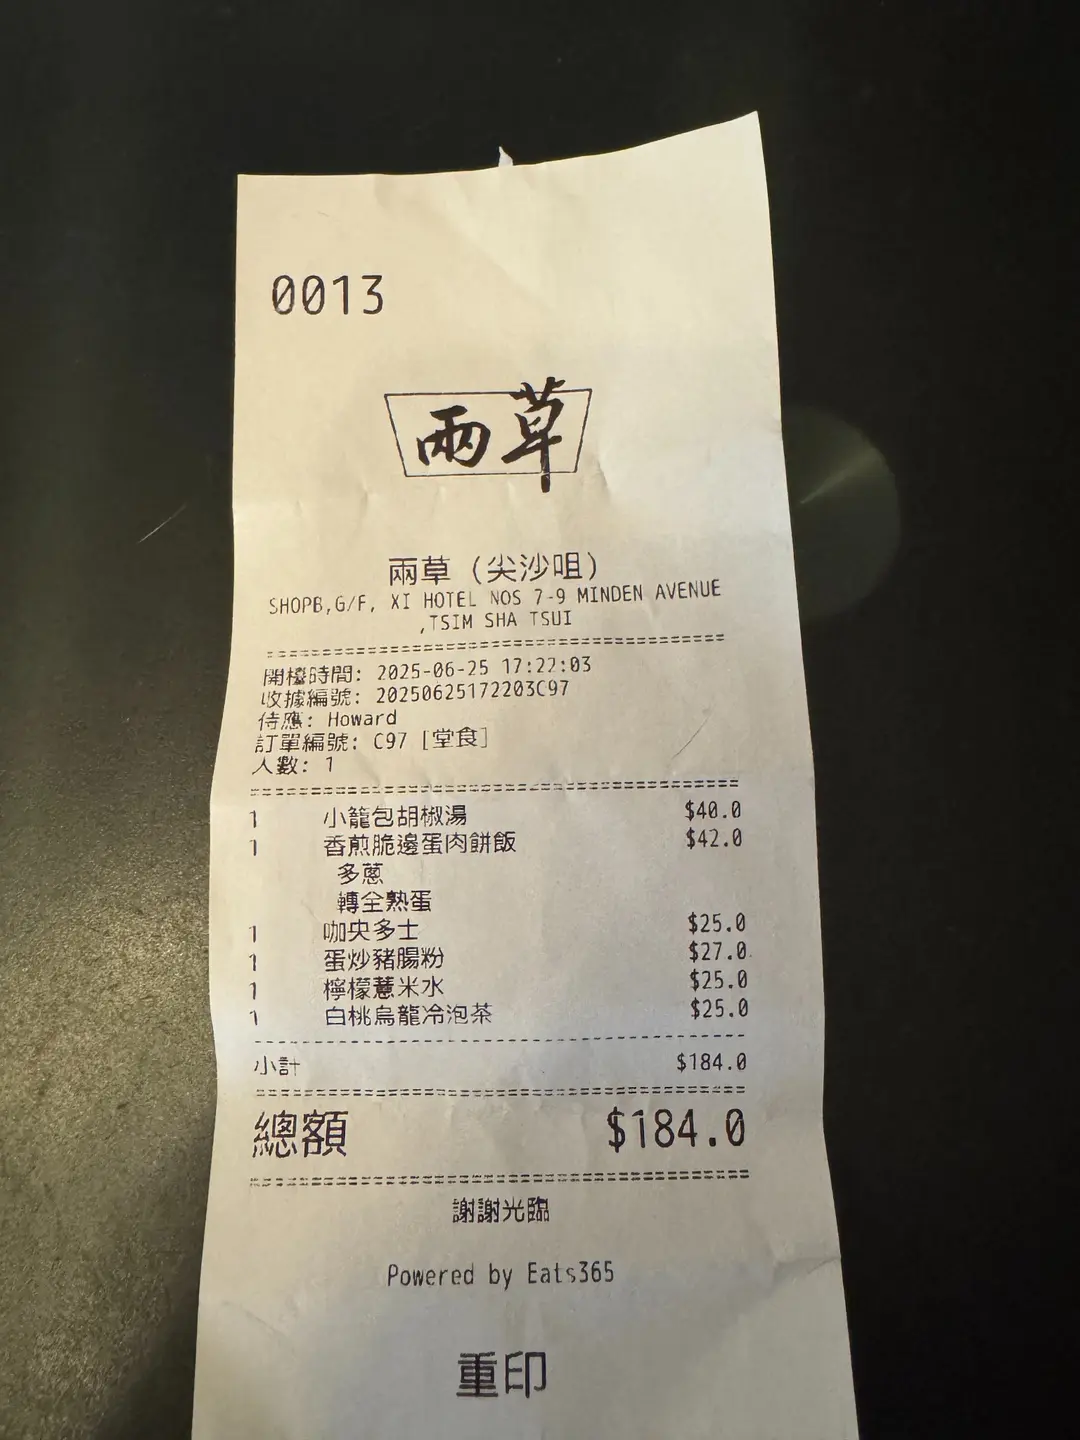 0013
兩草
兩草 (尖沙咀)
SHOPB,G/F, XI HOTEL NOS 7-9 MINDEN AVENUE
,TSIM SHA TSUI
開檯時間: 2025-06-25 17:22:03
收據編號: 20250625172203C97
侍應: Howard
訂單編號: C97 [堂食]
人數: 1
1 小籠包胡椒湯 $40.0
1 香煎脆邊蛋肉餅飯 $42.0
多蔥
轉全熟蛋
1 咖央多士 $25.0
1 蛋炒豬腸粉 $27.0
1 檸檬薏米水 $25.0
1 白桃烏龍冷泡茶 $25.0
小計 $184.0
總額 $184.0
謝謝光臨
Powered by Eats365
重印